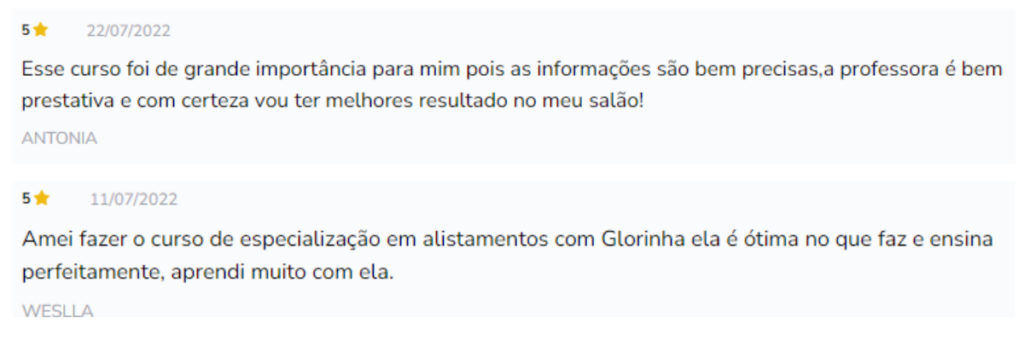 5 22/07/2022
Esse curso foi de grande importância para mim pois as informações são bem precisas,a professora é bem
prestativa e com certeza vou ter melhores resultado no meu salão!
ANTONIA
5 11/07/2022
Amei fazer o curso de especialização em alistamentos com Glorinha ela é ótima no que faz e ensina
perfeitamente, aprendi muito com ela.
WESLLA